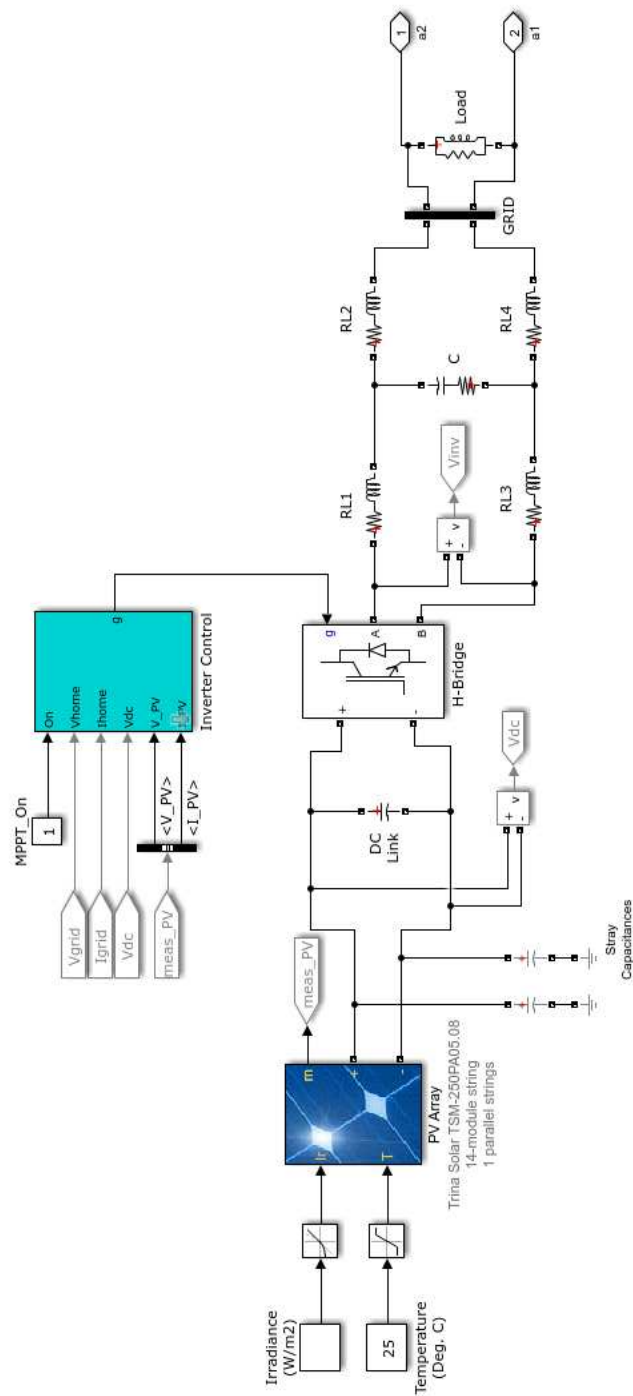 MPPT_On
1
Vgrid
Igrid
Vdc
meas_PV
<V_PV>
<I_PV>
On
Vhome
Ihome
Vdc
V_PV
g
Inverter Control
Irradiance
(W/m2)
25
Temperature
(Deg. C)
Ir
T
m
+
-
PV Array
Trina Solar TSM-250PA05.08
14-module string
1 parallel strings
meas_PV
Stray
Capacitances
DC
Link
+
-
v
Vdc
+
-
g
A
B
H-Bridge
+
-
v
Vinv
RL1
RL3
C
RL2
RL4
GRID
Load
1
a2
2
a1